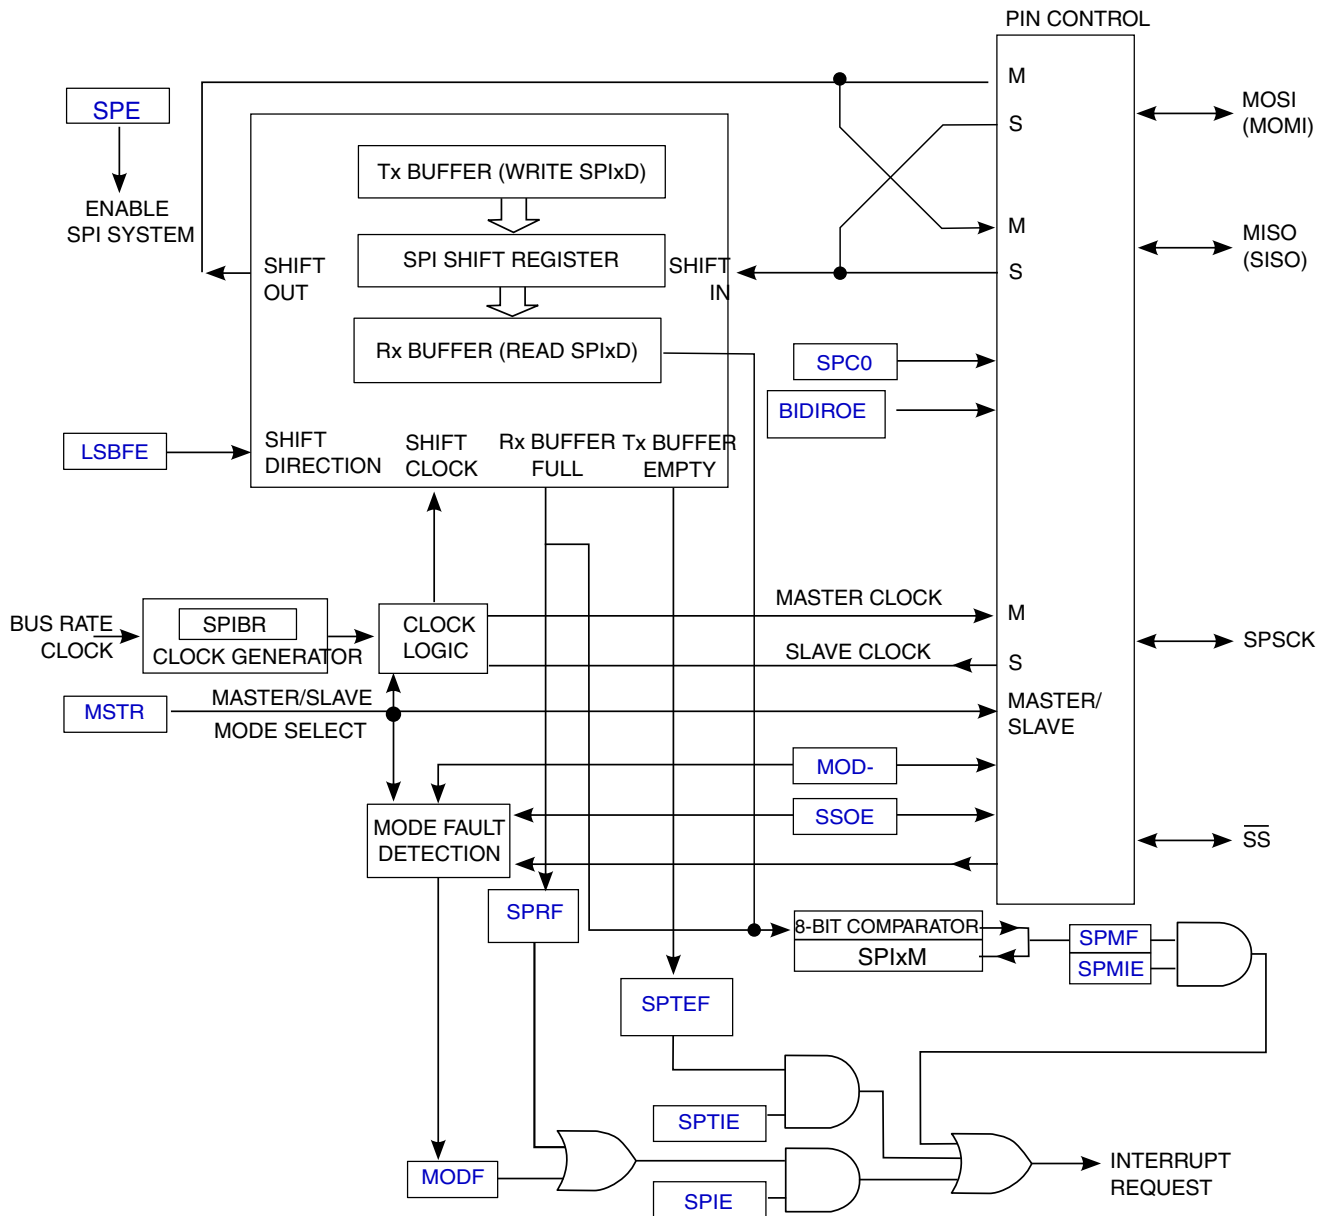 PIN CONTROL
M
SPE
MOSI
(MOMI)
S
Tx BUFFER (WRITE SPIxD)
ENABLE
SPI SYSTEM
M
MISO
(SISO)
SHIFT
OUT
SPI SHIFT REGISTER
SHIFT
IN
S
Rx BUFFER (READ SPIxD)
SPC0
BIDIROE
LSBFE
SHIFT
DIRECTION
SHIFT
CLOCK
Rx BUFFER
FULL
Tx BUFFER
EMPTY
MASTER CLOCK
M
BUS RATE
CLOCK
SPIBR
CLOCK GENERATOR
CLOCK
LOGIC
SLAVE CLOCK
S
SPSCK
MSTR
MASTER/SLAVE
MODE SELECT
MASTER/
SLAVE
MOD-
SSOE
MODE FAULT
DETECTION
SS
SPRF
8-BIT COMPARATOR
SPIxM
SPMF
SPMIE
SPTEF
SPTIE
MODF
SPIE
INTERRUPT
REQUEST